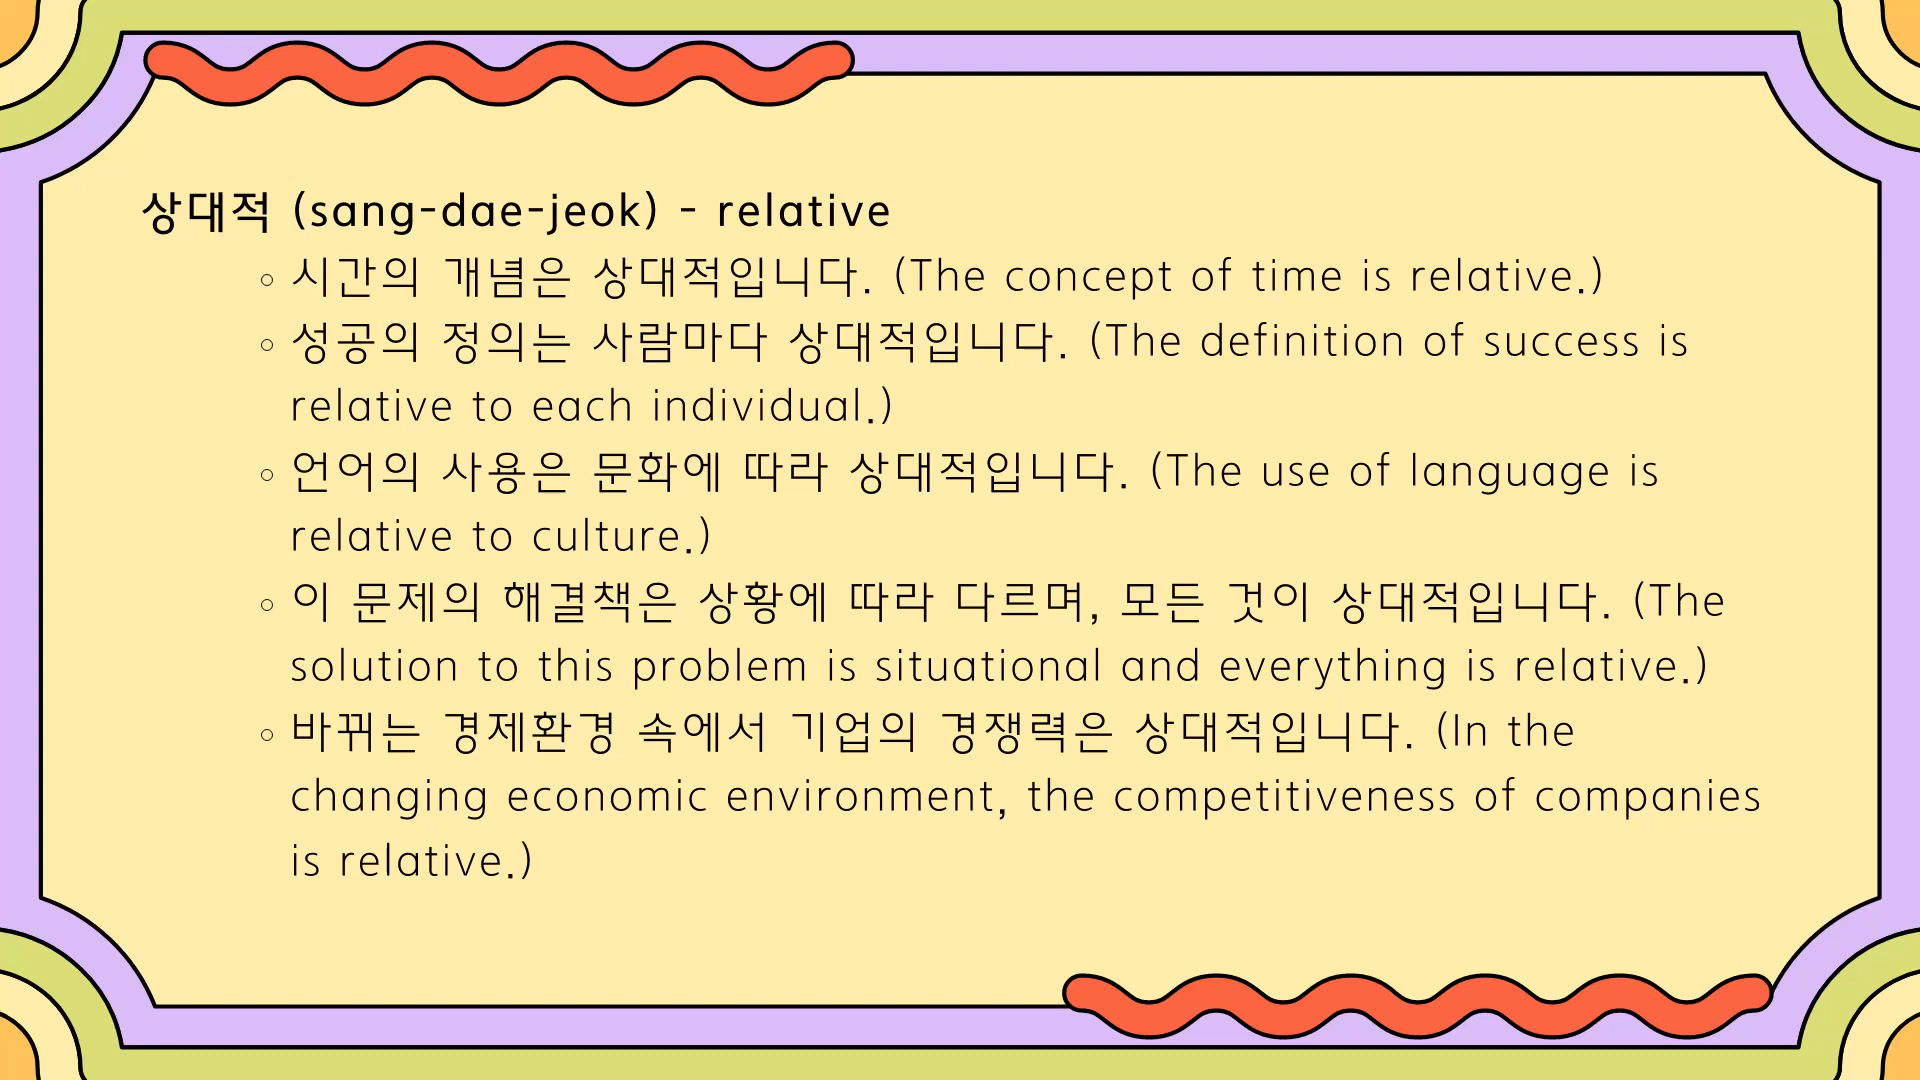 상대적 (sang-dae-jeok) - relative
◦ 시간의 개념은 상대적입니다. (The concept of time is relative.)
◦ 성공의 정의는 사람마다 상대적입니다. (The definition of success is
relative to each individual.)
◦ 언어의 사용은 문화에 따라 상대적입니다. (The use of language is
relative to culture.)
◦ 이 문제의 해결책은 상황에 따라 다르며, 모든 것이 상대적입니다. (The
solution to this problem is situational and everything is relative.)
◦ 바뀌는 경제환경 속에서 기업의 경쟁력은 상대적입니다. (In the
changing economic environment, the competitiveness of companies
is relative.)